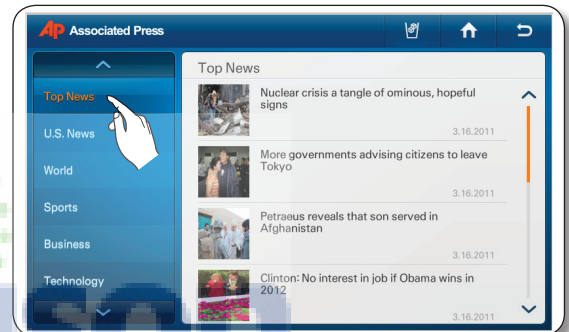 AP Associated Press
Top News
U.S. News
World
Sports
Business
Technology
Top News
Nuclear crisis a tangle of ominous, hopeful
signs
3.16.2011
More governments advising citizens to leave
Tokyo
3.16.2011
Petraeus reveals that son served in
Afghanistan
3.16.2011
Clinton: No interest in job if Obama wins in
2012
3.16.2011